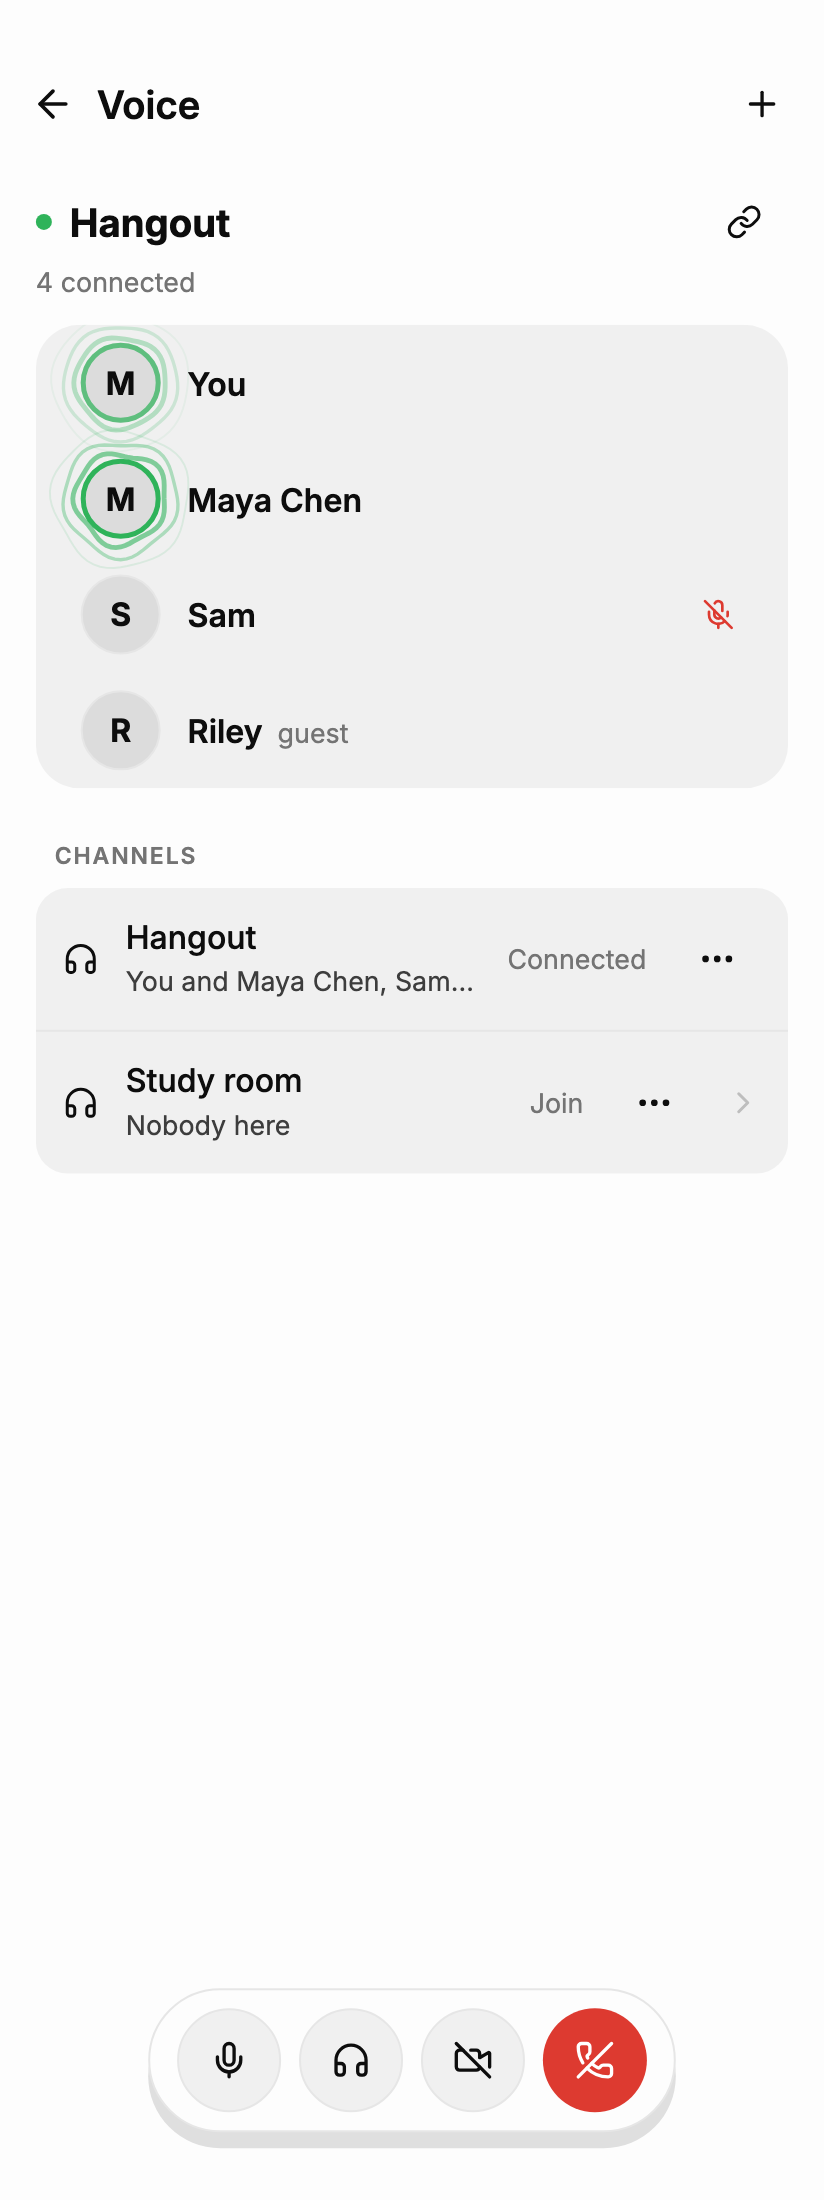 Voice
Hangout
4 connected
M You
M Maya Chen
S Sam
R Riley guest
CHANNELS
Hangout
You and Maya Chen, Sam...
Connected
Study room
Nobody here
Join